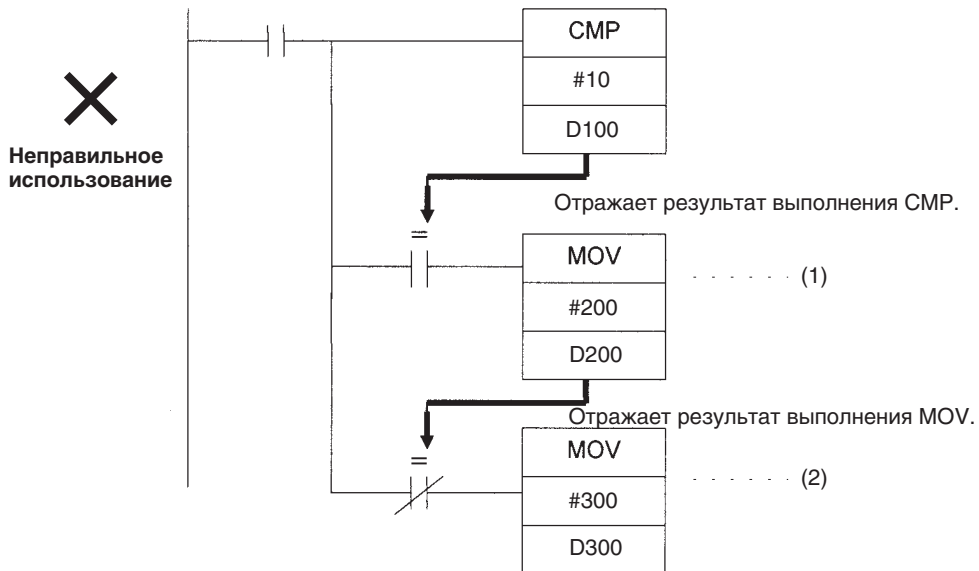 CMP
#10
D100
Неправильное
использование
Отражает результат выполнения CMP.
=
MOV
(1)
#200
D200
Отражает результат выполнения MOV.
=
MOV
(2)
#300
D300